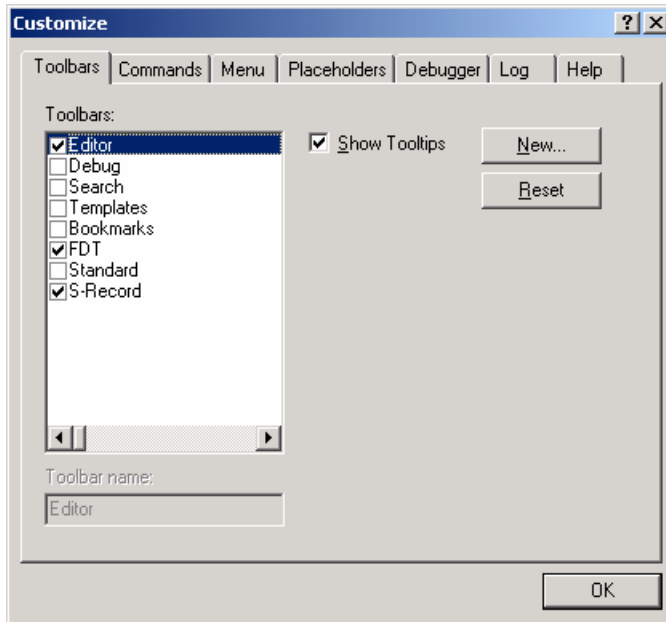 Customize
Toolbars Commands Menu Placeholders Debugger Log Help
Toolbars:
Editor
Debug
Search
Templates
Bookmarks
FDT
Standard
S-Record
Show Tooltips
New...
Reset
Toolbar name:
Editor
OK